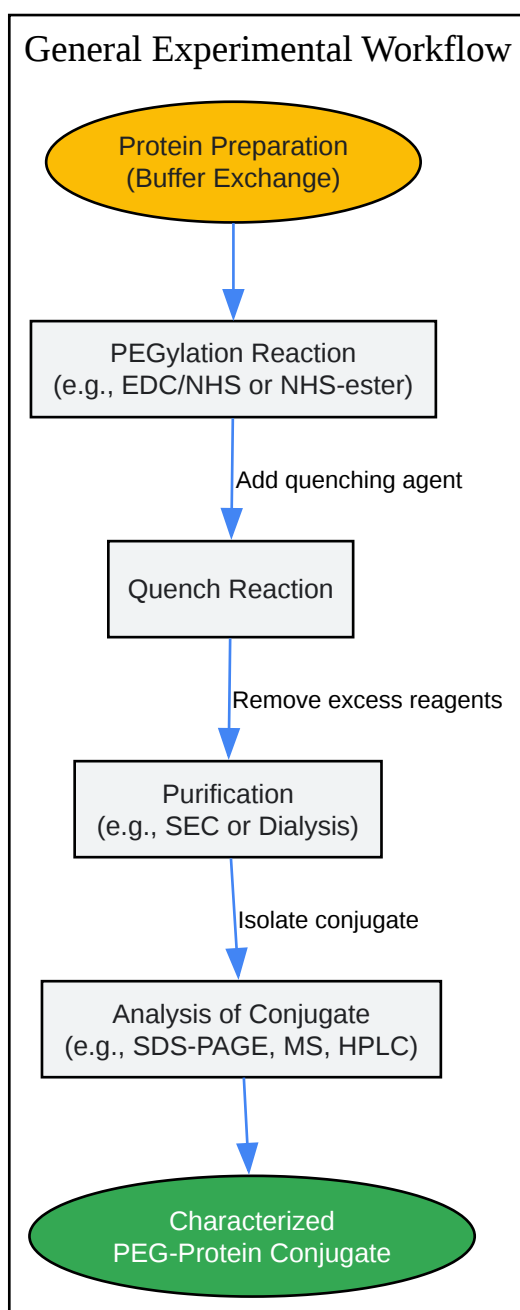 General Experimental Workflow
Protein Preparation
(Buffer Exchange)
PEGylation Reaction
(e.g., EDC/NHS or NHS-ester)
Add quenching agent
Quench Reaction
Remove excess reagents
Purification
(e.g., SEC or Dialysis)
Isolate conjugate
Analysis of Conjugate
(e.g., SDS-PAGE, MS, HPLC)
Characterized
PEG-Protein Conjugate